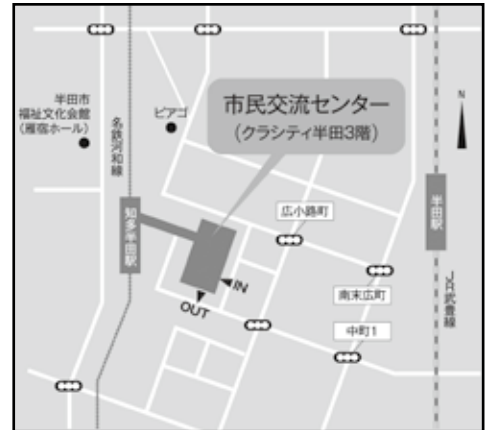 半田市
福祉文化会館
(雁宿ホール)
名鉄河和線
ピアゴ
市民交流センター
(クラシティ半田3階)
N
知多半田駅
広小路町
半田駅
IN
OUT
南末広町
JR武豊線
中町1